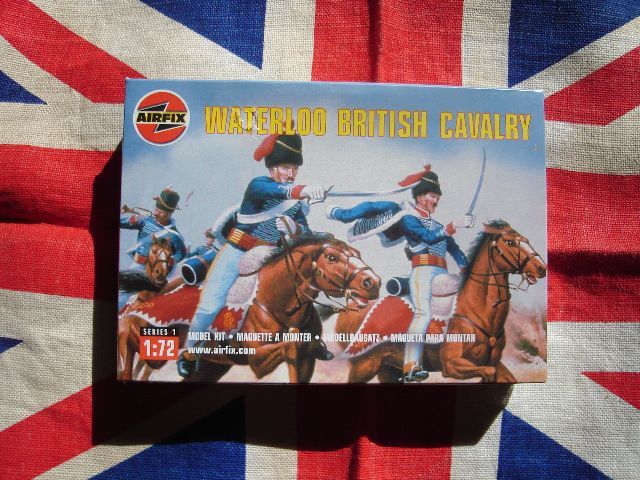 AIRFIX
WATERLOO BRITISH CAVALRY
SERIES 1
1:72
MODEL KIT • MAQUETTE A MONTER • MODELLBAUSATZ • MAQUETA PARA MONTAR
www.airfix.com